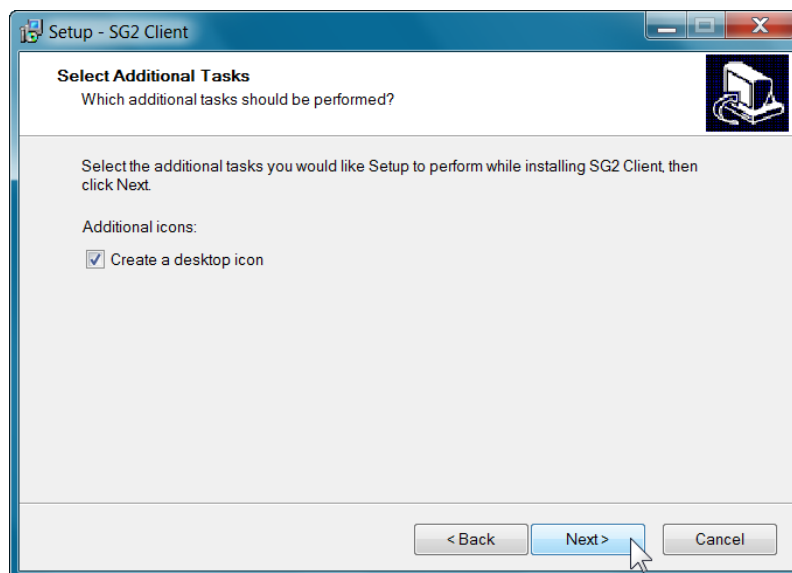 Setup - SG2 Client
Select Additional Tasks
Which additional tasks should be performed?
Select the additional tasks you would like Setup to perform while installing SG2 Client, then
click Next.
Additional icons:
Create a desktop icon
< Back
Next >
Cancel